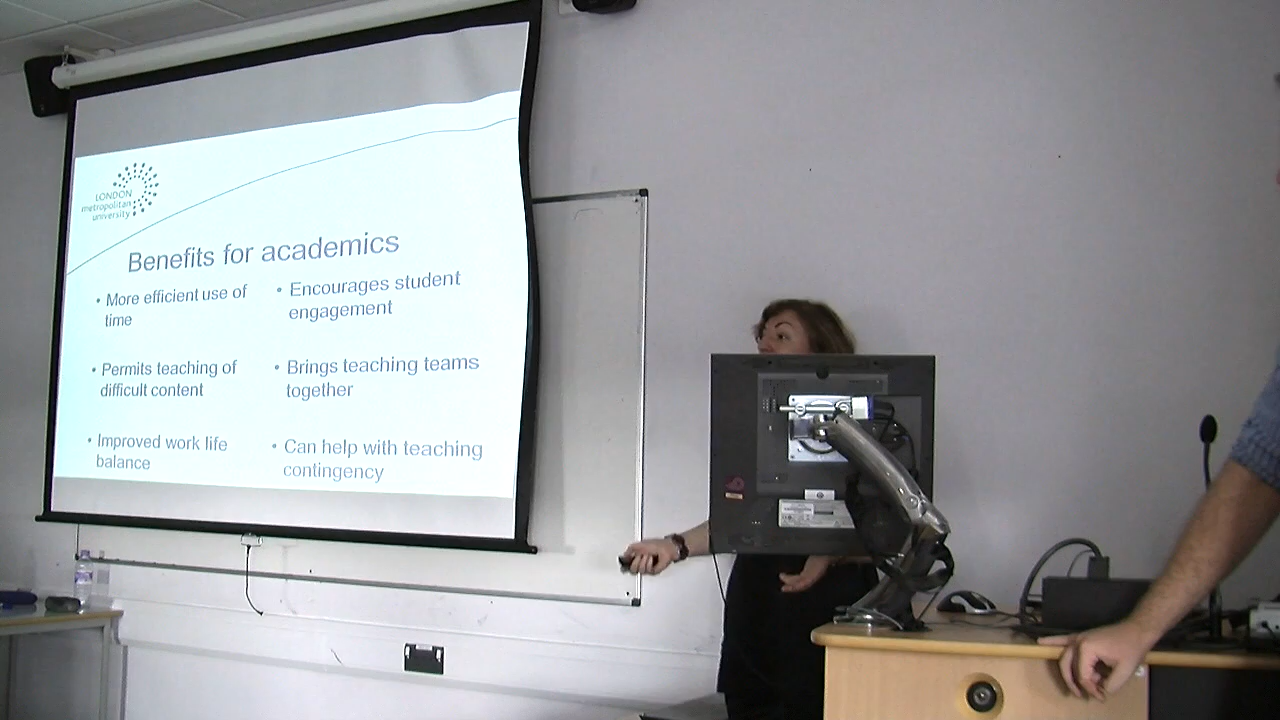 LONDON
metropolitan
university
Benefits for academics
• More efficient use of
time
• Permits teaching of
difficult content
• Improved work life
balance
• Encourages student
engagement
• Brings teaching teams
together
• Can help with teaching
contingency